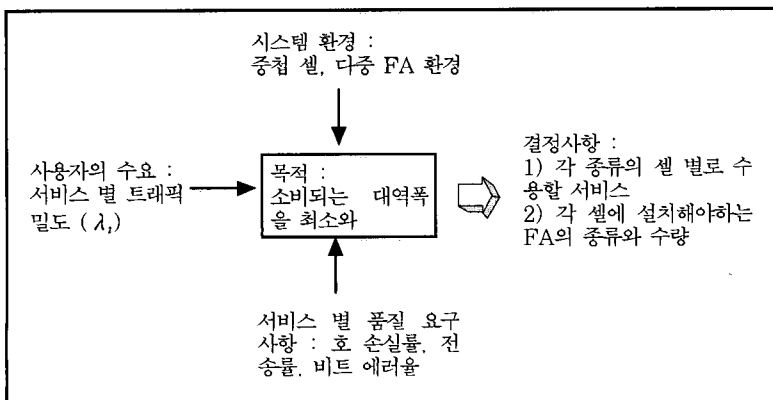 시스템 환경 :
중첩 셀, 다중 FA 환경
사용자의 수요 :
서비스 별 트래픽
밀도 (λ_s)
목적 :
소비되는 대역폭
을 최소와
결정사항 :
1) 각 종류의 셀 별로 수
용할 서비스
2) 각 셀에 설치해야하는
FA의 종류와 수량
서비스 별 품질 요구
사항 : 호 손실률, 전
송률, 비트 에러율